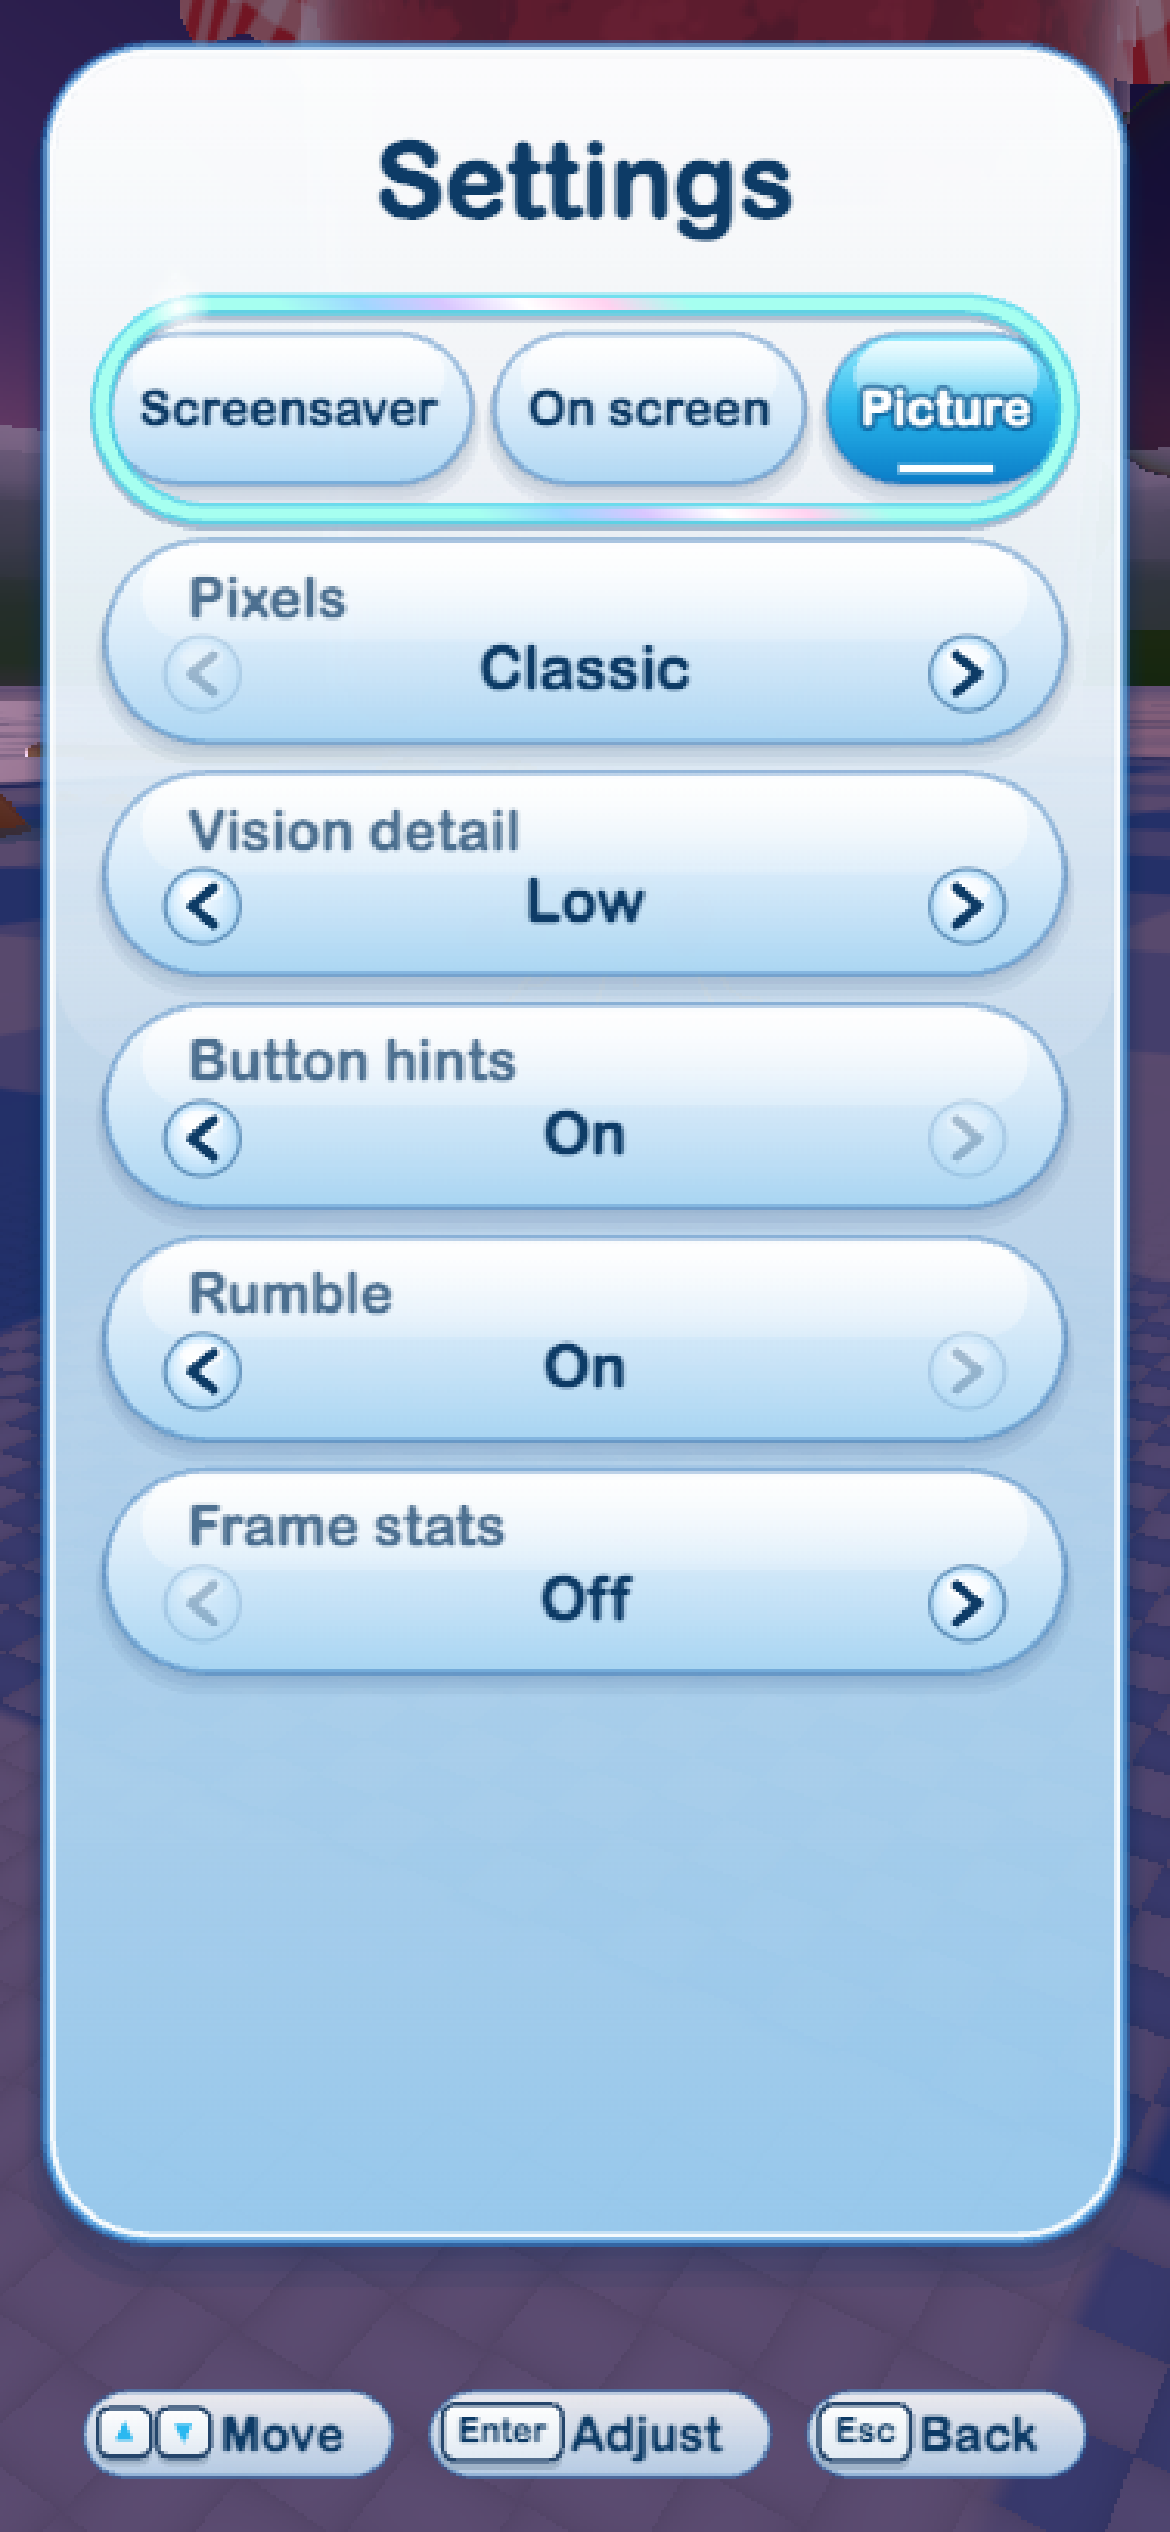 Settings
Screensaver On screen Picture
Pixels
Classic
Vision detail
Low
Button hints
On
Rumble
On
Frame stats
Off
Move Enter Adjust Esc Back